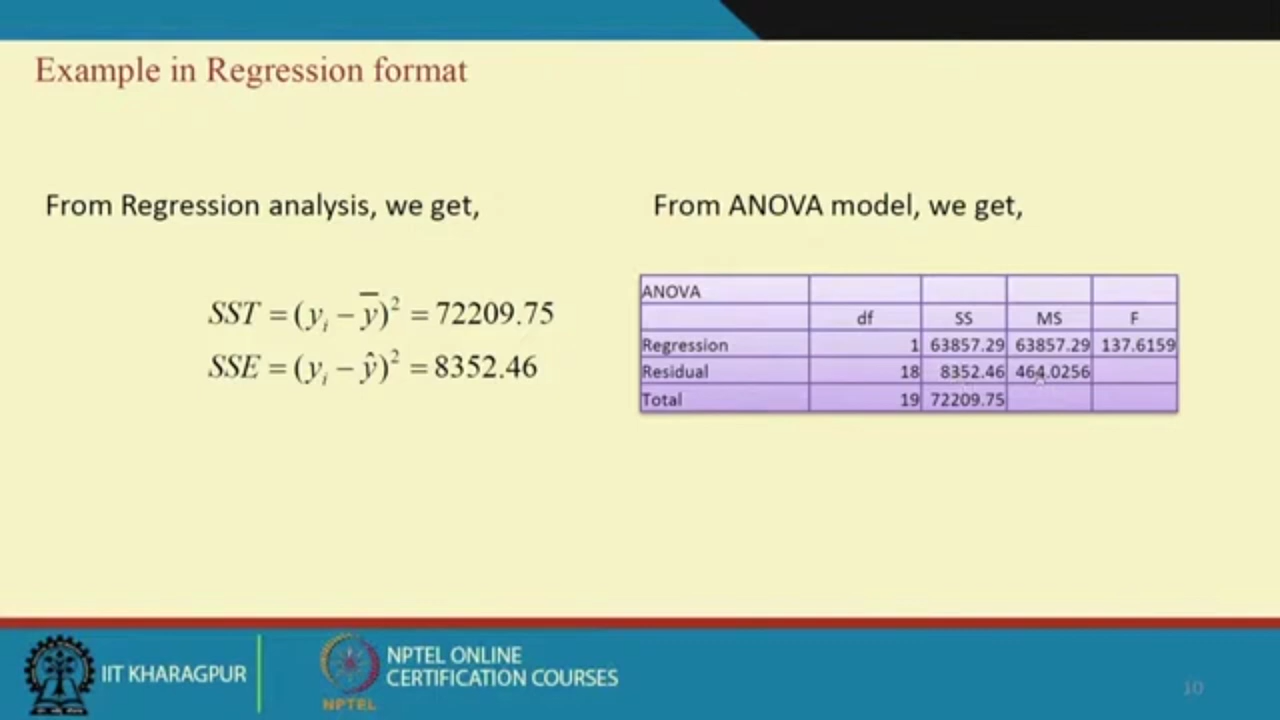 Example in Regression format
From Regression analysis, we get,
SST = (yᵢ − ȳ)² = 72209.75
SSE = (yᵢ − ŷ)² = 8352.46
From ANOVA model, we get,
ANOVA
df SS MS F
Regression 1 63857.29 63857.29 137.6159
Residual 18 8352.46 464.0256
Total 19 72209.75
IIT KHARAGPUR
NPTEL
NPTEL ONLINE
CERTIFICATION COURSES
10